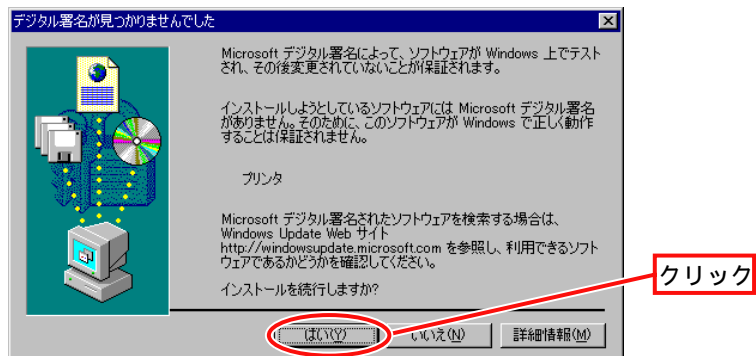 デジタル署名が見つかりませんでした
Microsoft デジタル署名によって、ソフトウェアが Windows 上でテスト
され、その後変更されていないことが保証されます。
インストールしようとしているソフトウェアには Microsoft デジタル署名
がありません。そのために、このソフトウェアが Windows で正しく動作
することは保証されません。
プリンタ
Microsoft デジタル署名されたソフトウェアを検索する場合は、
Windows Update Web サイト
http://windowsupdate.microsoft.com を参照し、利用できるソフト
ウェアであるかどうかを確認してください。
クリック
インストールを続行しますか?
はい(Y) いいえ(N) 詳細情報(M)